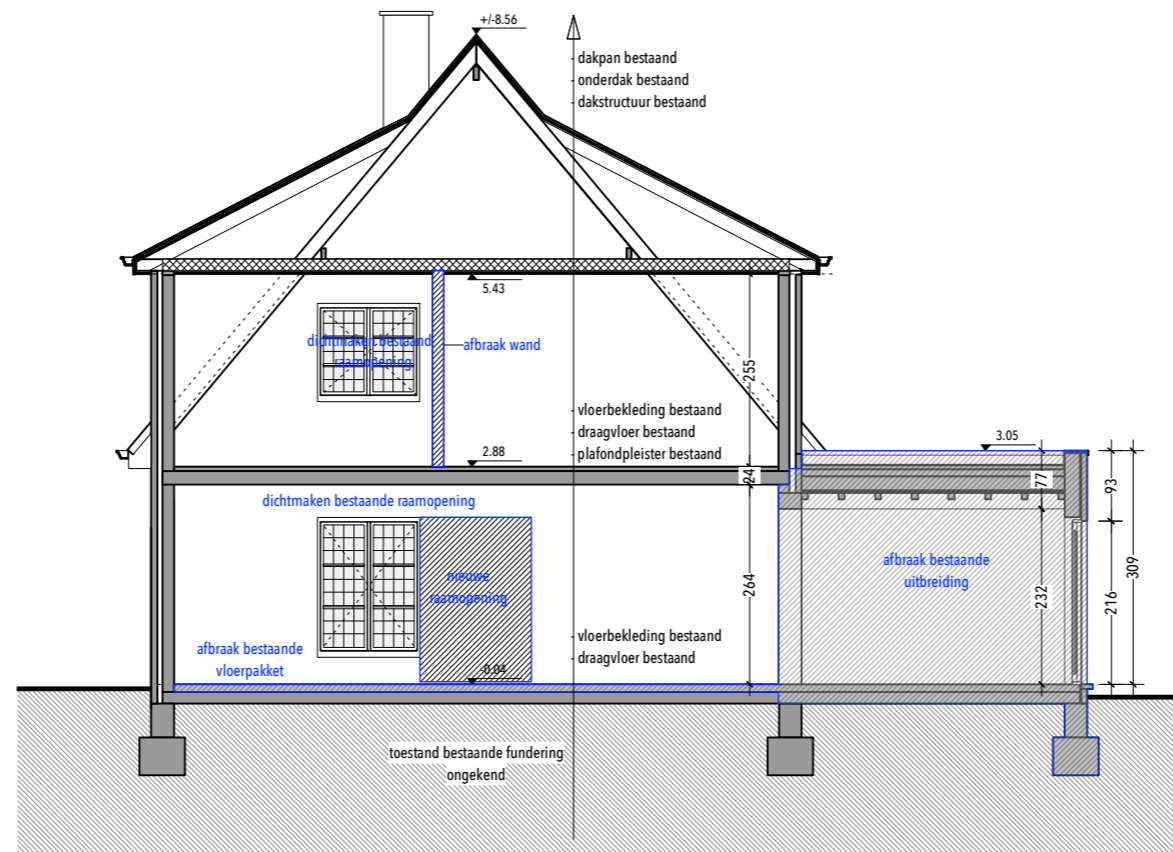 +/-8.56
dakpan bestaand
onderdak bestaand
dakstructuur bestaand
5.43
dichtmaken bestaand
raamopening
afbraak wand
255
vloerbekleding bestaand
draagvloer bestaand
plafondpleister bestaand
2.88
3.05
24
77
93
dichtmaken bestaande raamopening
nieuwe
raamopening
264
afbraak bestaande
uitbreiding
232
216
309
afbraak bestaande
vloerpakket
vloerbekleding bestaand
draagvloer bestaand
-0.04
toestand bestaande fundering
ongekend